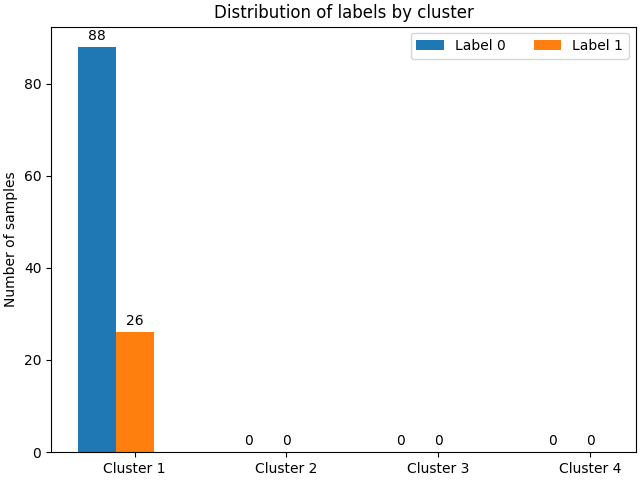 Distribution of labels by cluster
88
Label 0 Label 1
80
60
Number of samples
40
26
20
0 0 0 0 0 0
0
Cluster 1 Cluster 2 Cluster 3 Cluster 4